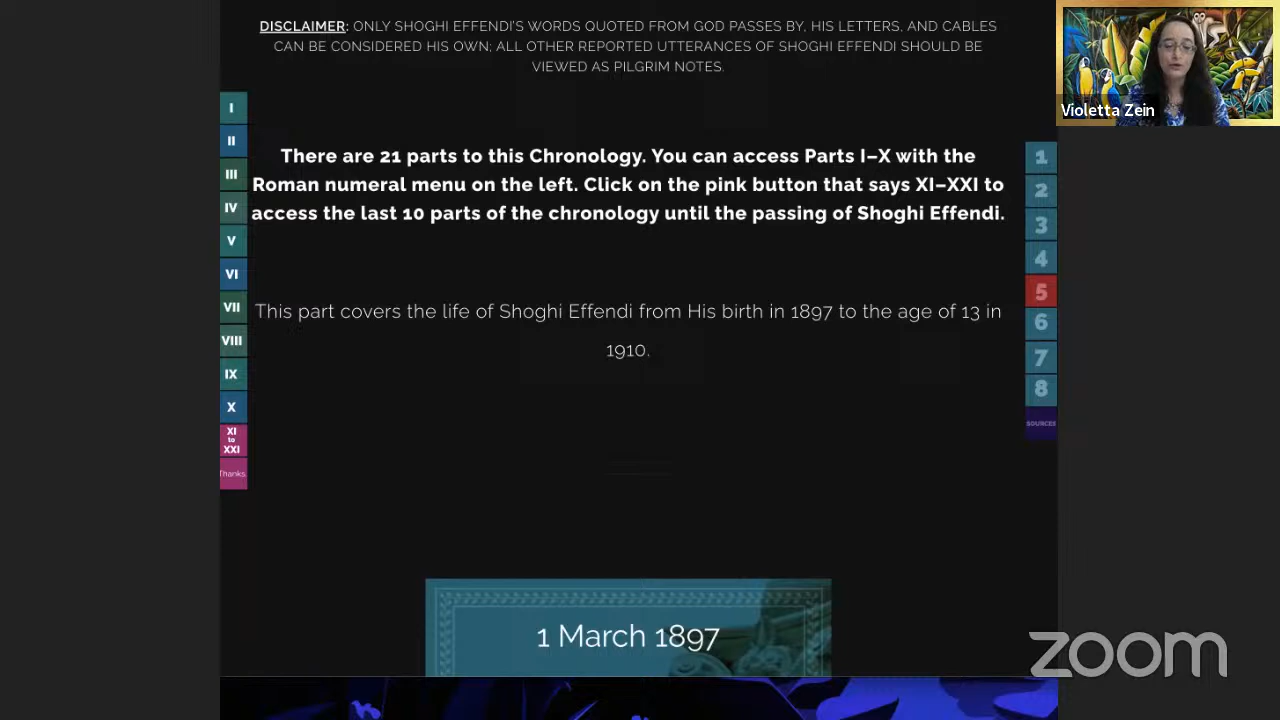 DISCLAIMER: ONLY SHOGHI EFFENDI'S WORDS QUOTED FROM GOD PASSES BY, HIS LETTERS, AND CABLES
CAN BE CONSIDERED HIS OWN; ALL OTHER REPORTED UTTERANCES OF SHOGHI EFFENDI SHOULD BE
VIEWED AS PILGRIM NOTES.
Violetta Zein
I
II
III
IV
V
VI
VII
VIII
IX
X
XI
to
XXI
Thanks
There are 21 parts to this Chronology. You can access Parts I–X with the
Roman numeral menu on the left. Click on the pink button that says XI–XXI to
access the last 10 parts of the chronology until the passing of Shoghi Effendi.
This part covers the life of Shoghi Effendi from His birth in 1897 to the age of 13 in
1910.
1
2
3
4
5
6
7
8
SOURCES
1 March 1897
zoom